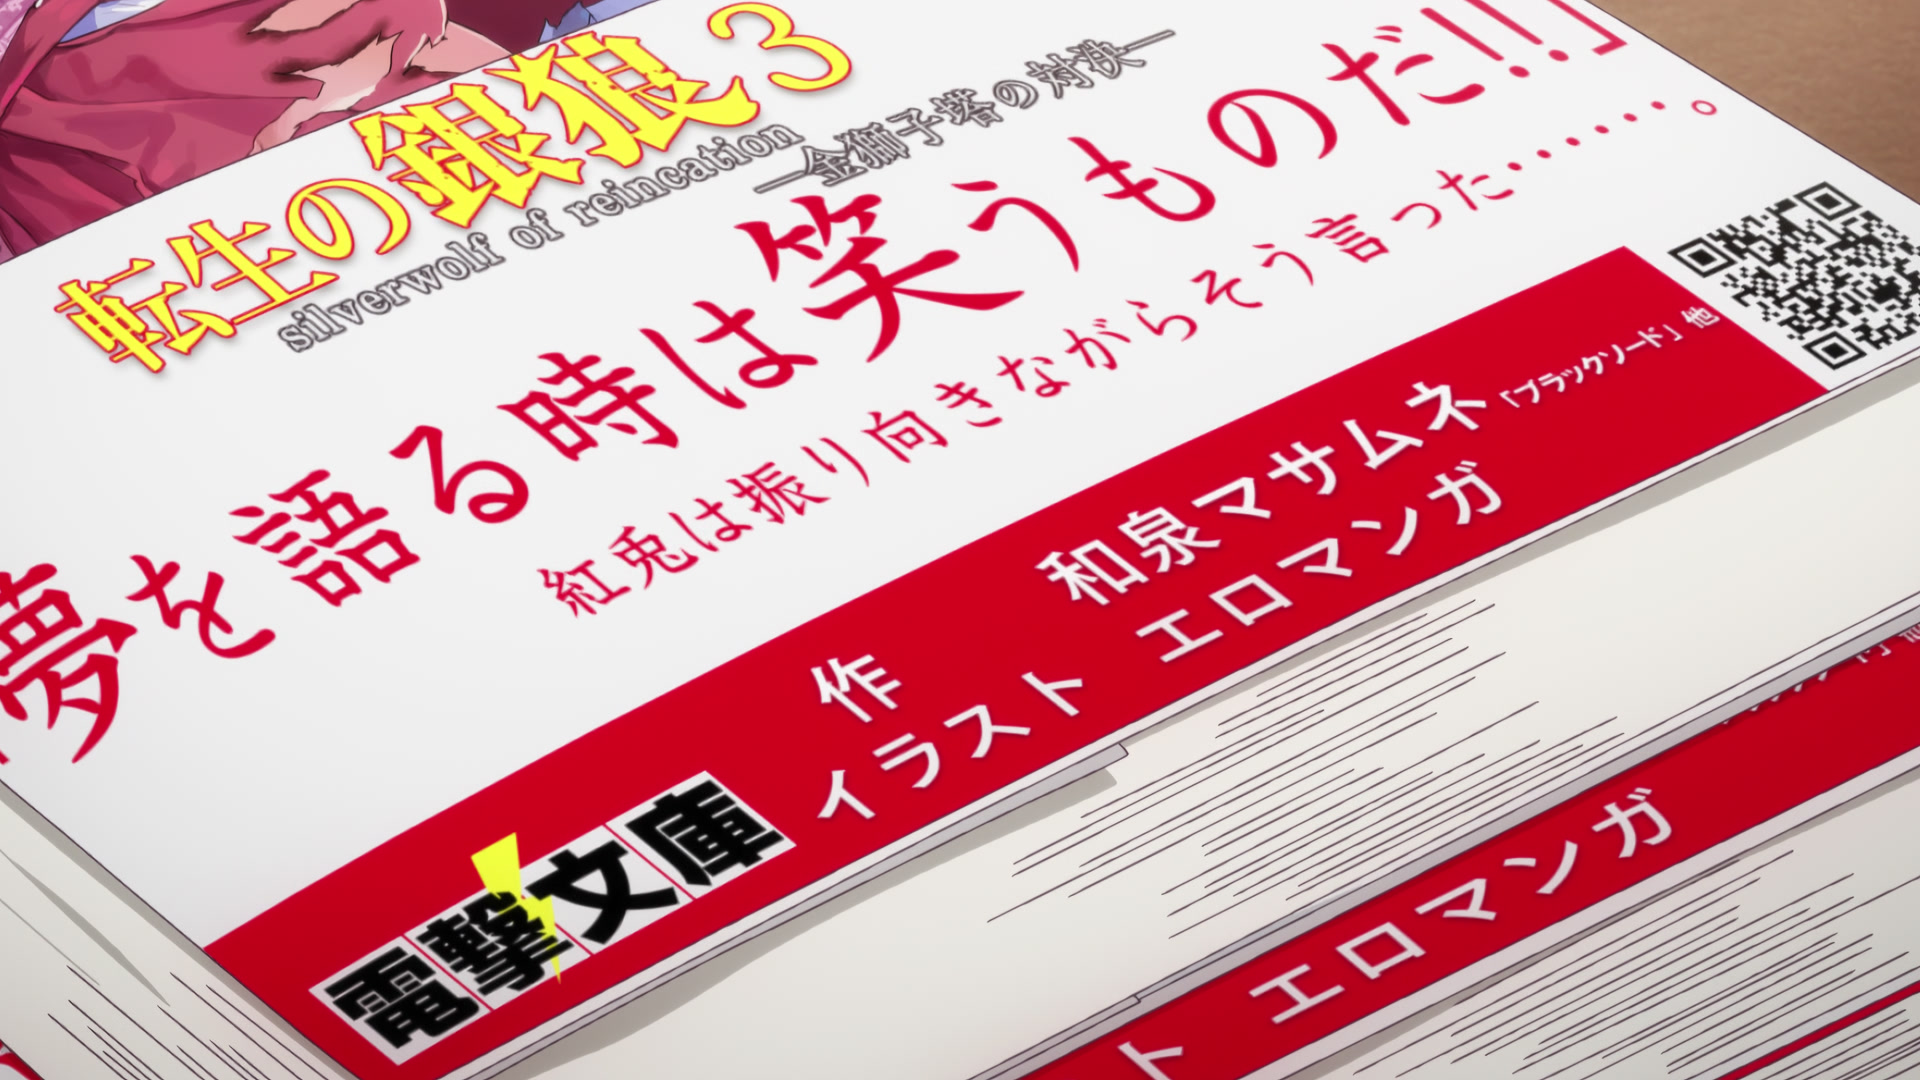 転生の銀狼3
silverwolf of reincation
―金獅子塔の対決―
夢を語る時は笑うものだ!!」
紅兎は振り向きながらそう言った……。
作 和泉マサムネ 「ブラックソード」他
イラスト エロマンガ
電撃文庫
ト エロマンガ